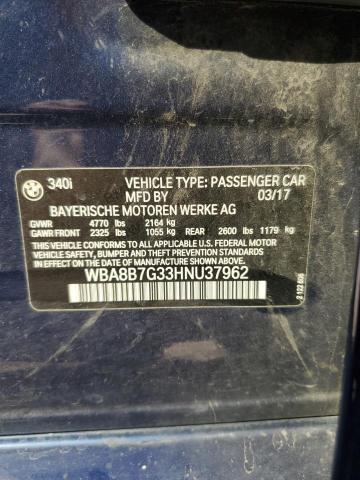 340i VEHICLE TYPE: PASSENGER CAR
MFD BY 03/17
BAYERISCHE MOTOREN WERKE AG
GVWR 4770 lbs 2164 kg
GAWR FRONT 2325 lbs 1055 kg REAR 2600 lbs 1179 kg
THIS VEHICLE CONFORMS TO ALL APPLICABLE FEDERAL MOTOR
VEHICLE SAFETY, BUMPER, AND THEFT PREVENTION STANDARDS
IN EFFECT ON THE DATE OF MANUFACTURE SHOWN ABOVE.
WBA8B7G33HNU37962